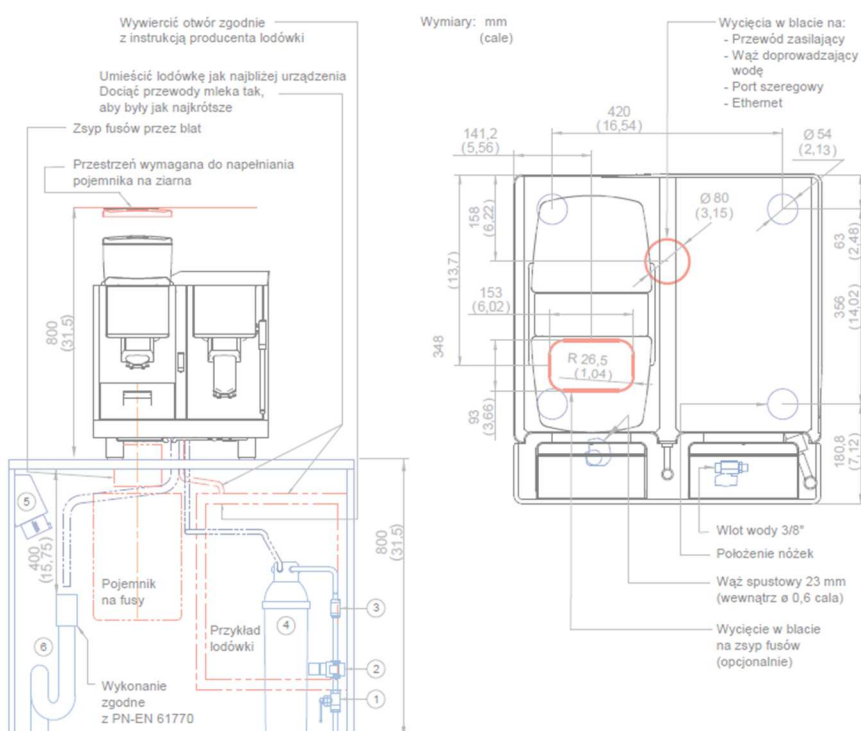 Wywiercić otwór zgodnie
z instrukcją producenta lodówki
Umieścić lodówkę jak najbliżej urządzenia
Dociąć przewody mleka tak,
aby były jak najkrótsze
Zsyp fusów przez blat
Przestrzeń wymagana do napełniania
pojemnika na ziarna
800
(31,5)
5
400
(15,75)
Pojemnik
na fusy
6
Wykonanie
zgodne
z PN-EN 61770
Przykład
lodówki
4
3
2
1
800
(31,5)
Wymiary: mm
(cale)
Wycięcia w blacie na:
- Przewód zasilający
- Wąż doprowadzający
wodę
- Port szeregowy
- Ethernet
420
(16,54)
141,2
(5,56)
Ø 54
(2,13)
158
(6,22)
Ø 80
(3,15)
63
(2,48)
(13,7)
348
153
(6,02)
356
(14,02)
R 26,5
(1,04)
93
(3,66)
180,8
(7,12)
Wlot wody 3/8"
Położenie nóżek
Wąż spustowy 23 mm
(wewnątrz ø 0,6 cala)
Wycięcie w blacie
na zsyp fusów
(opcjonalnie)